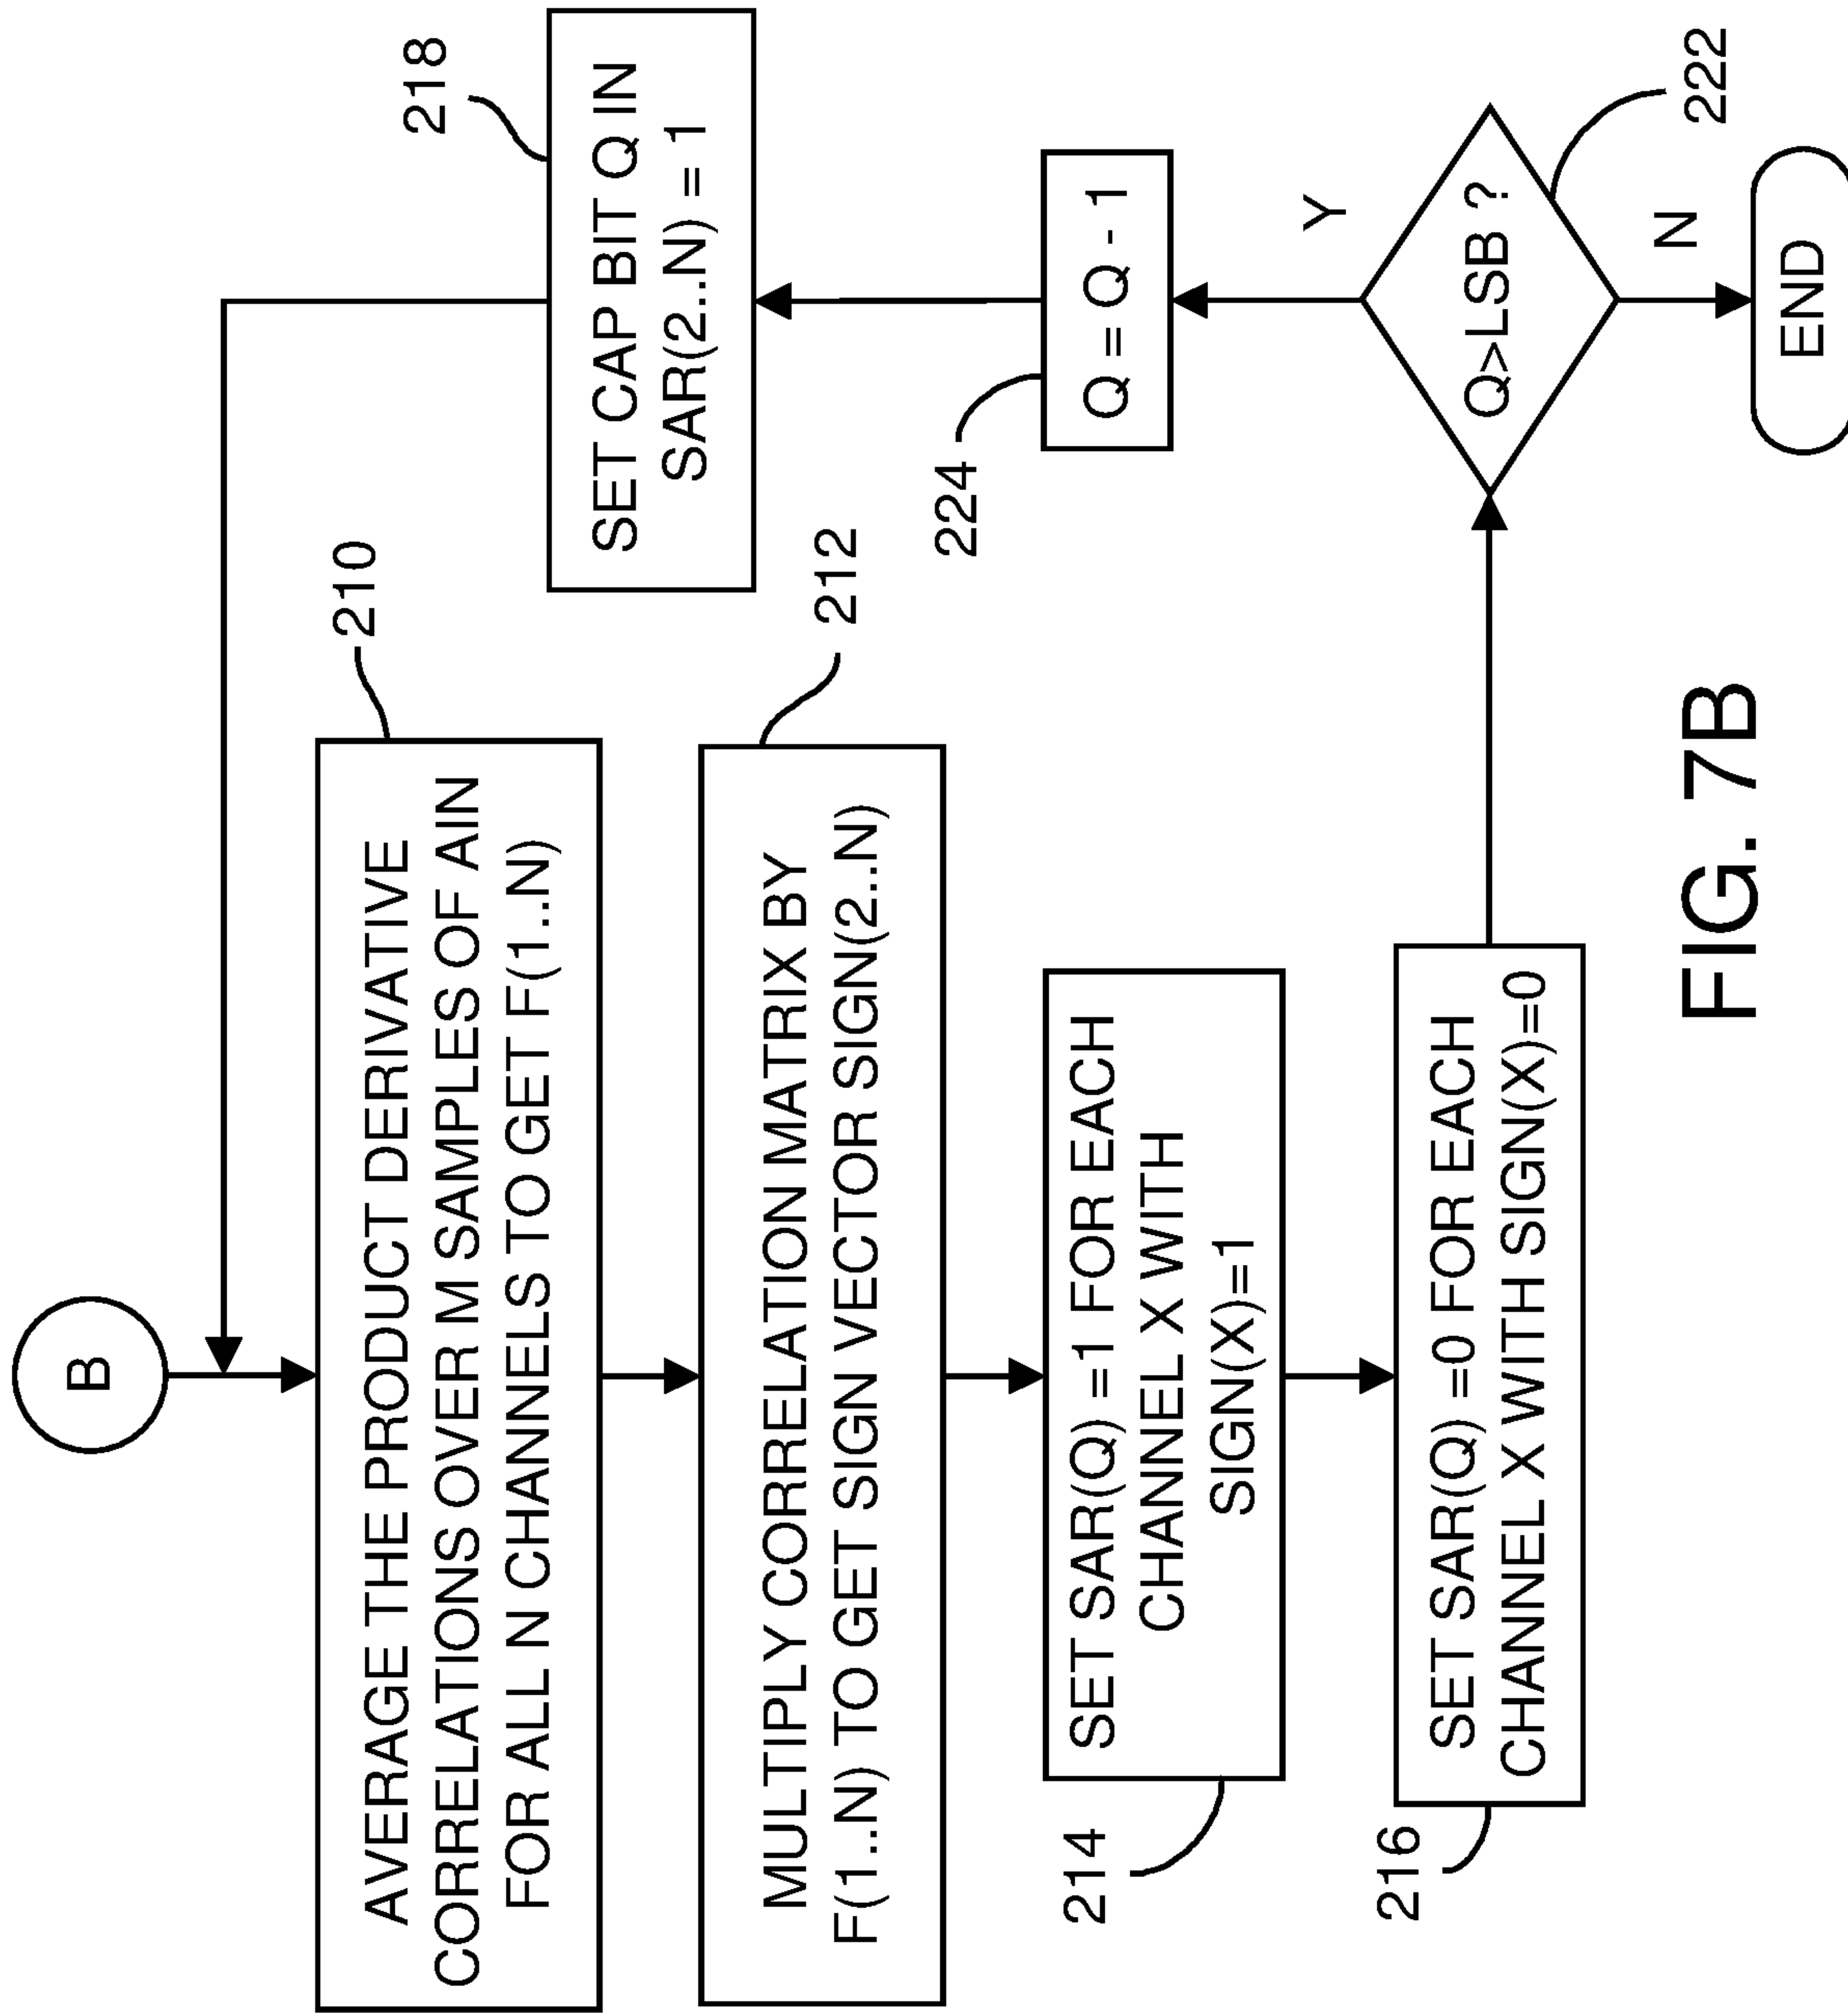 B
210
AVERAGE THE PRODUCT DERIVATIVE
CORRELATIONS OVER M SAMPLES OF AIN
FOR ALL N CHANNELS TO GET F(1..N)
212
MULTIPLY CORRELATION MATRIX BY
F(1..N) TO GET SIGN VECTOR SIGN(2..N)
214
SET SAR(Q) =1 FOR EACH
CHANNEL X WITH
SIGN(X)=1
216
SET SAR(Q) =0 FOR EACH
CHANNEL X WITH SIGN(X)=0
218
SET CAP BIT Q IN
SAR(2..N) = 1
224
Q = Q - 1
Y
Q>LSB ?
222
N
END
FIG. 7B